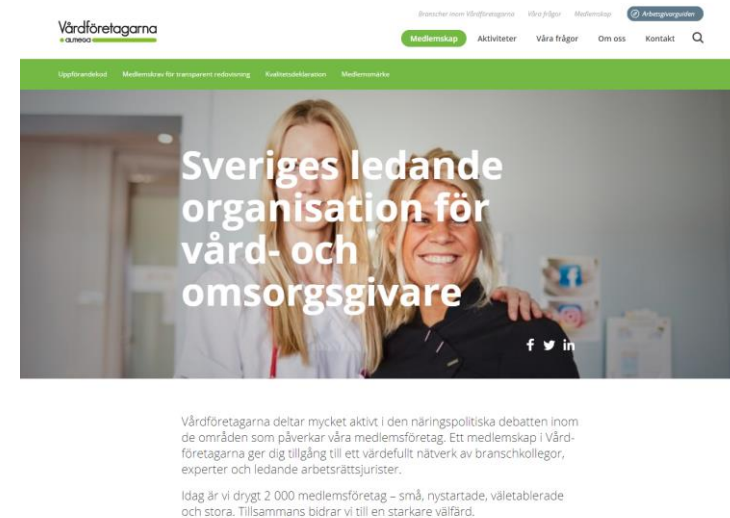 Branscher inom Vårdföretagarna Våra frågor Medlemskap Arbetsgivarguiden
Vårdföretagarna
ALMEGA
Medlemskap Aktiviteter Våra frågor Om oss Kontakt
Uppförandekod Medlemskrav för transparent redovisning Kvalitetsdeklaration Medlemsmärke
Sveriges ledande
organisation för
vård- och
omsorgsgivare
Vårdföretagarna deltar mycket aktivt i den näringspolitiska debatten inom
de områden som påverkar våra medlemsföretag. Ett medlemskap i Vård-
företagarna ger dig tillgång till ett värdefullt nätverk av branschkollegor,
experter och ledande arbetsrättsjurister.
Idag är vi drygt 2 000 medlemsföretag – små, nystartade, väletablerade
och stora. Tillsammans bidrar vi till en starkare välfärd.